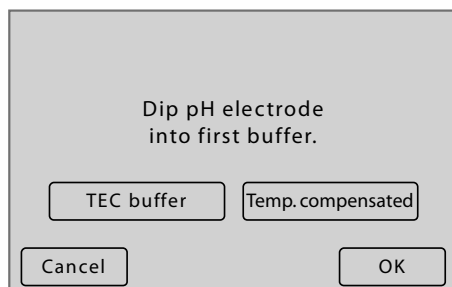 Dip pH electrode
into first buffer.
TEC buffer Temp. compensated
Cancel OK